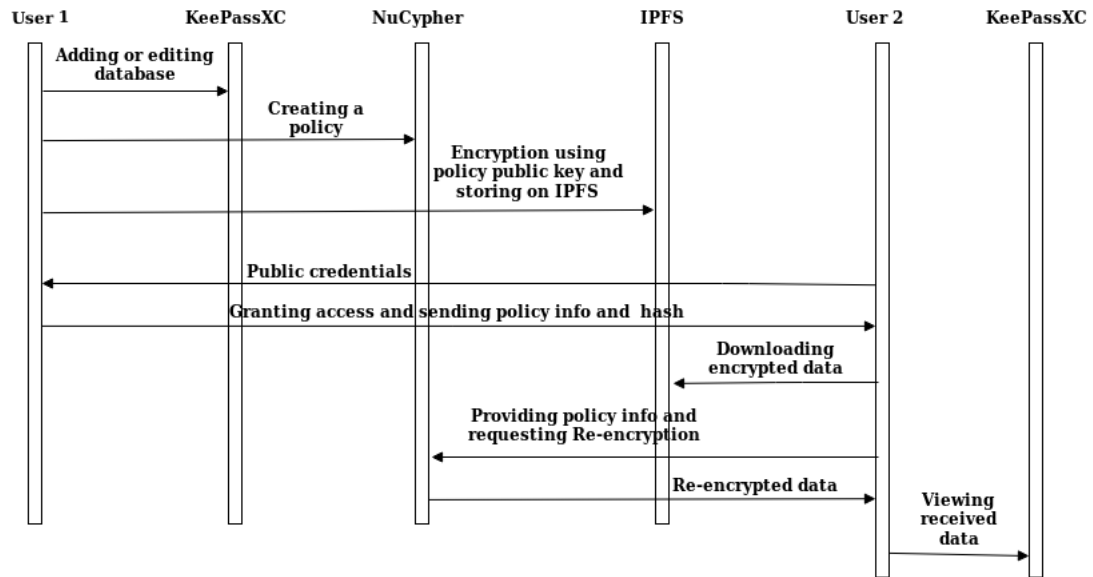 User 1
KeePassXC
NuCypher
IPFS
User 2
KeePassXC
Adding or editing
database
Creating a
policy
Encryption using
policy public key and
storing on IPFS
Public credentials
Granting access and sending policy info and hash
Downloading
encrypted data
Providing policy info and
requesting Re-encryption
Re-encrypted data
Viewing
received
data